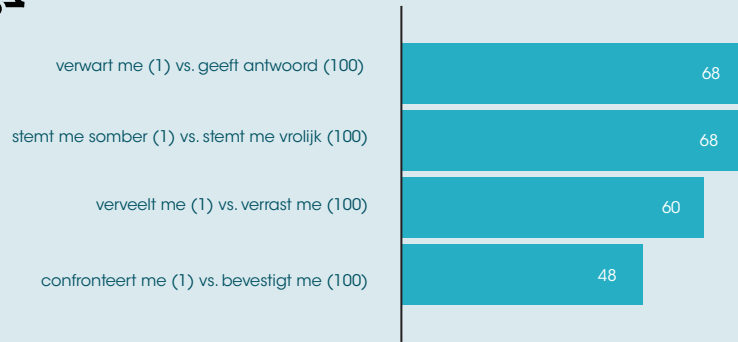 verwart me (1) vs. geeft antwoord (100) 68
stemt me somber (1) vs. stemt me vrolijk (100) 68
verveelt me (1) vs. verrast me (100) 60
confronteert me (1) vs. bevestigt me (100) 48